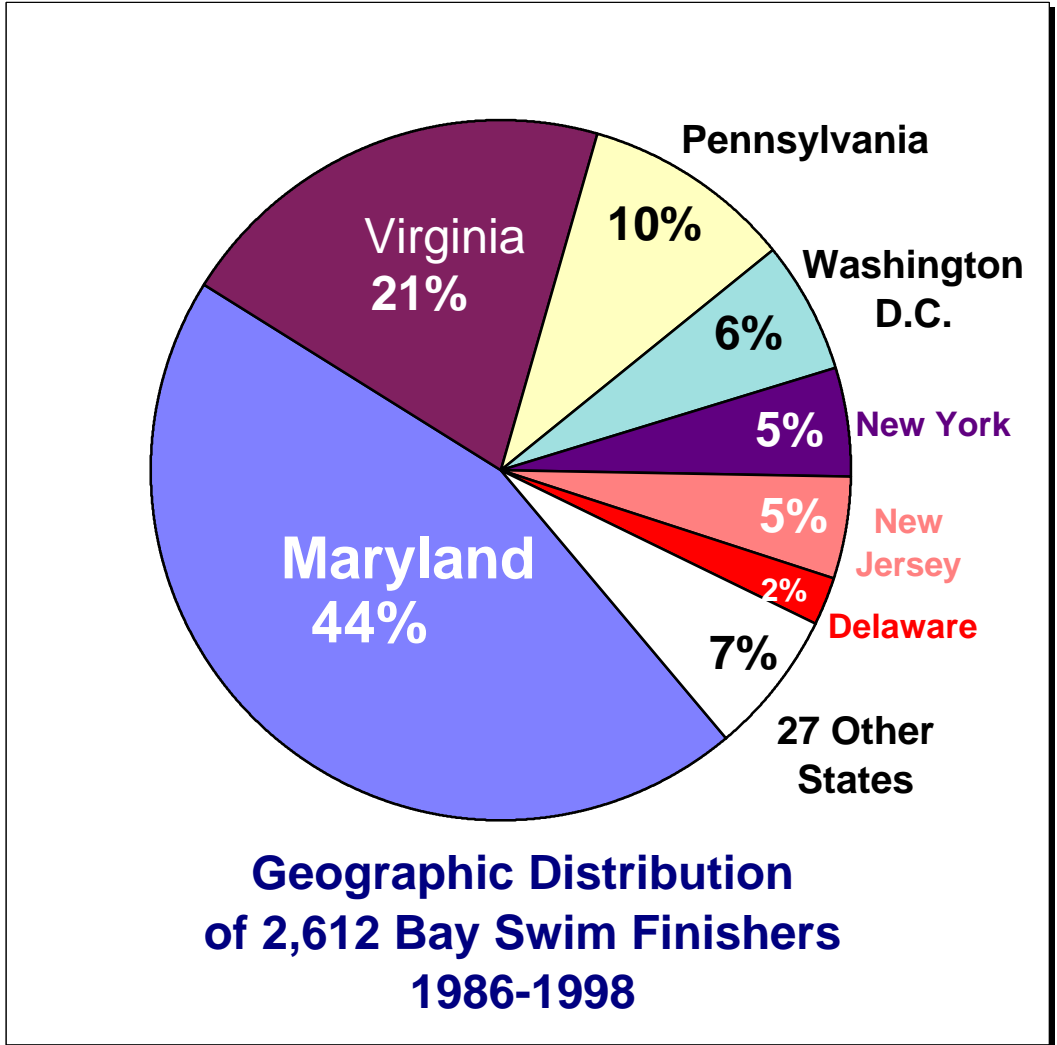 Pennsylvania
10%
Virginia
21%
Washington
D.C.
6%
New York
5%
New
Jersey
5%
Delaware
2%
Maryland
44%
7%
27 Other
States
Geographic Distribution
of 2,612 Bay Swim Finishers
1986-1998